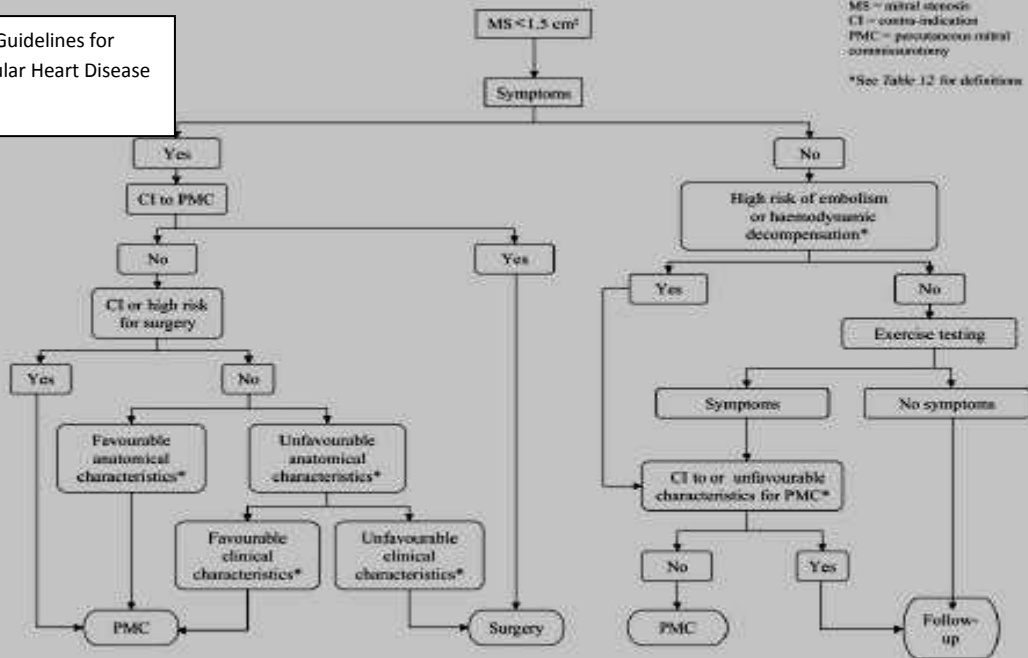 Guidelines for
ular Heart Disease
MS <1.5 cm²
MS = mitral stenosis
CI = contra-indication
PMC = percutaneous mitral
commissurotomy
*See Table 12 for definitions
Symptoms
Yes
No
CI to PMC
High risk of embolism
or haemodynamic
decompensation*
No
Yes
Yes
No
CI or high risk
for surgery
Exercise testing
Yes
No
Symptoms
No symptoms
Favourable
anatomical
characteristics*
Unfavourable
anatomical
characteristics*
CI to or unfavourable
characteristics for PMC*
Favourable
clinical
characteristics*
Unfavourable
clinical
characteristics*
No
Yes
PMC
Surgery
PMC
Follow-
up